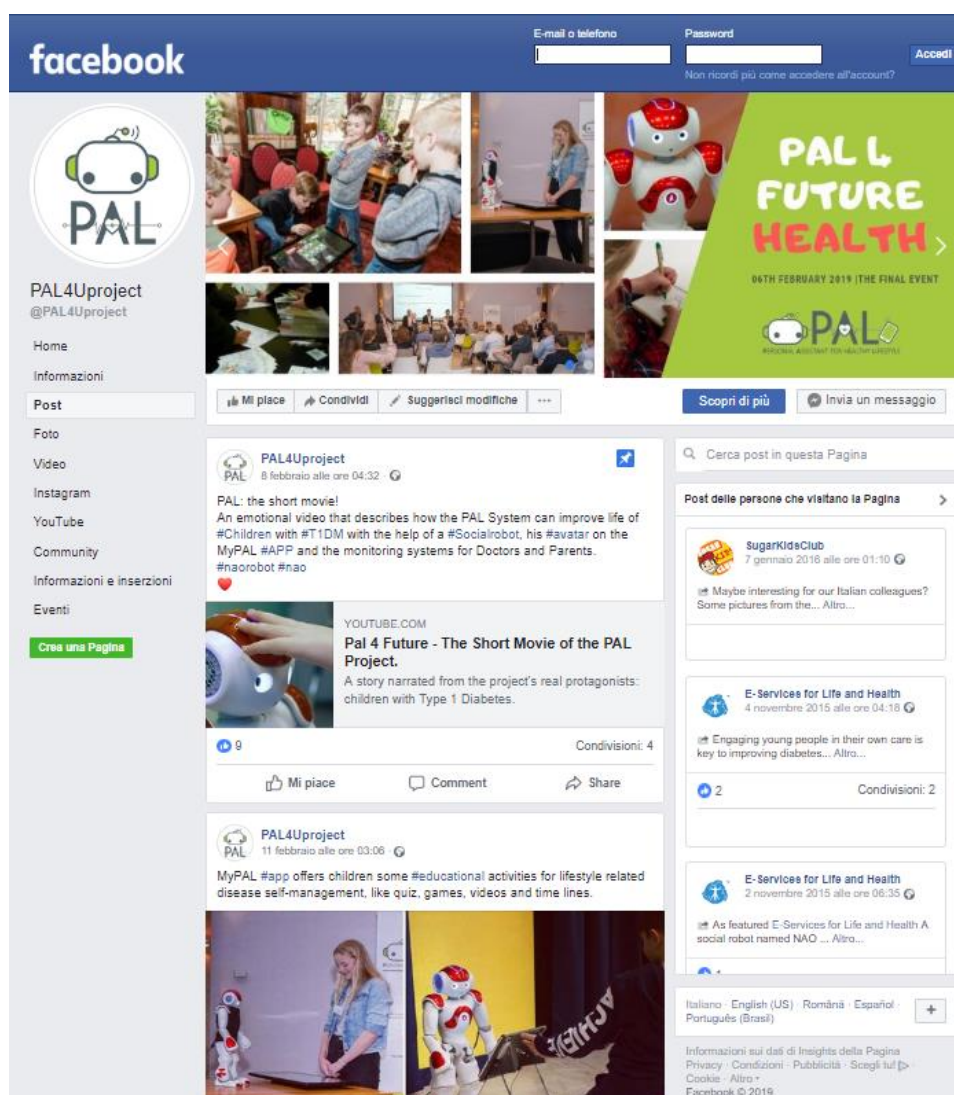 facebook
E-mail o telefono
Password
Accedi
Non ricordi più come accedere all'account?
PAL
PAL4Uproject
@PAL4Uproject
Home
Informazioni
Post
Foto
Video
Instagram
YouTube
Community
Informazioni e inserzioni
Eventi
Crea una Pagina
PAL 4
FUTURE
HEALTH
06TH FEBRUARY 2019 |THE FINAL EVENT
PAL
PERSONAL ASSISTANT FOR HEALTHY LIFESTYLE
Mi piace
Condividi
Suggerisci modifiche
Scopri di più
Invia un messaggio
PAL
PAL4Uproject
8 febbraio alle ore 04:32
PAL: the short movie!
An emotional video that describes how the PAL System can improve life of
#Children with #T1DM with the help of a #Socialrobot, his #avatar on the
MyPAL #APP and the monitoring systems for Doctors and Parents.
#naorobot #nao
YOUTUBE.COM
Pal 4 Future - The Short Movie of the PAL
Project.
A story narrated from the project's real protagonists:
children with Type 1 Diabetes.
9
Condivisioni: 4
Mi piace
Comment
Share
PAL
PAL4Uproject
11 febbraio alle ore 03:06
MyPAL #app offers children some #educational activities for lifestyle related
disease self-management, like quiz, games, videos and time lines.
Cerca post in questa Pagina
Post delle persone che visitano la Pagina
SugarKidsClub
7 gennaio 2016 alle ore 01:10
Maybe interesting for our Italian colleagues?
Some pictures from the... Altro...
E-Services for Life and Health
4 novembre 2015 alle ore 04:18
Engaging young people in their own care is
key to improving diabetes... Altro...
2
Condivisioni: 2
E-Services for Life and Health
2 novembre 2015 alle ore 06:35
As featured E-Services for Life and Health A
social robot named NAO ... Altro...
Italiano · English (US) · Română · Español ·
Português (Brasil)
Informazioni sui dati di Insights della Pagina
Privacy · Condizioni · Pubblicità · Scegli tu! ·
Cookie · Altro
Facebook © 2019